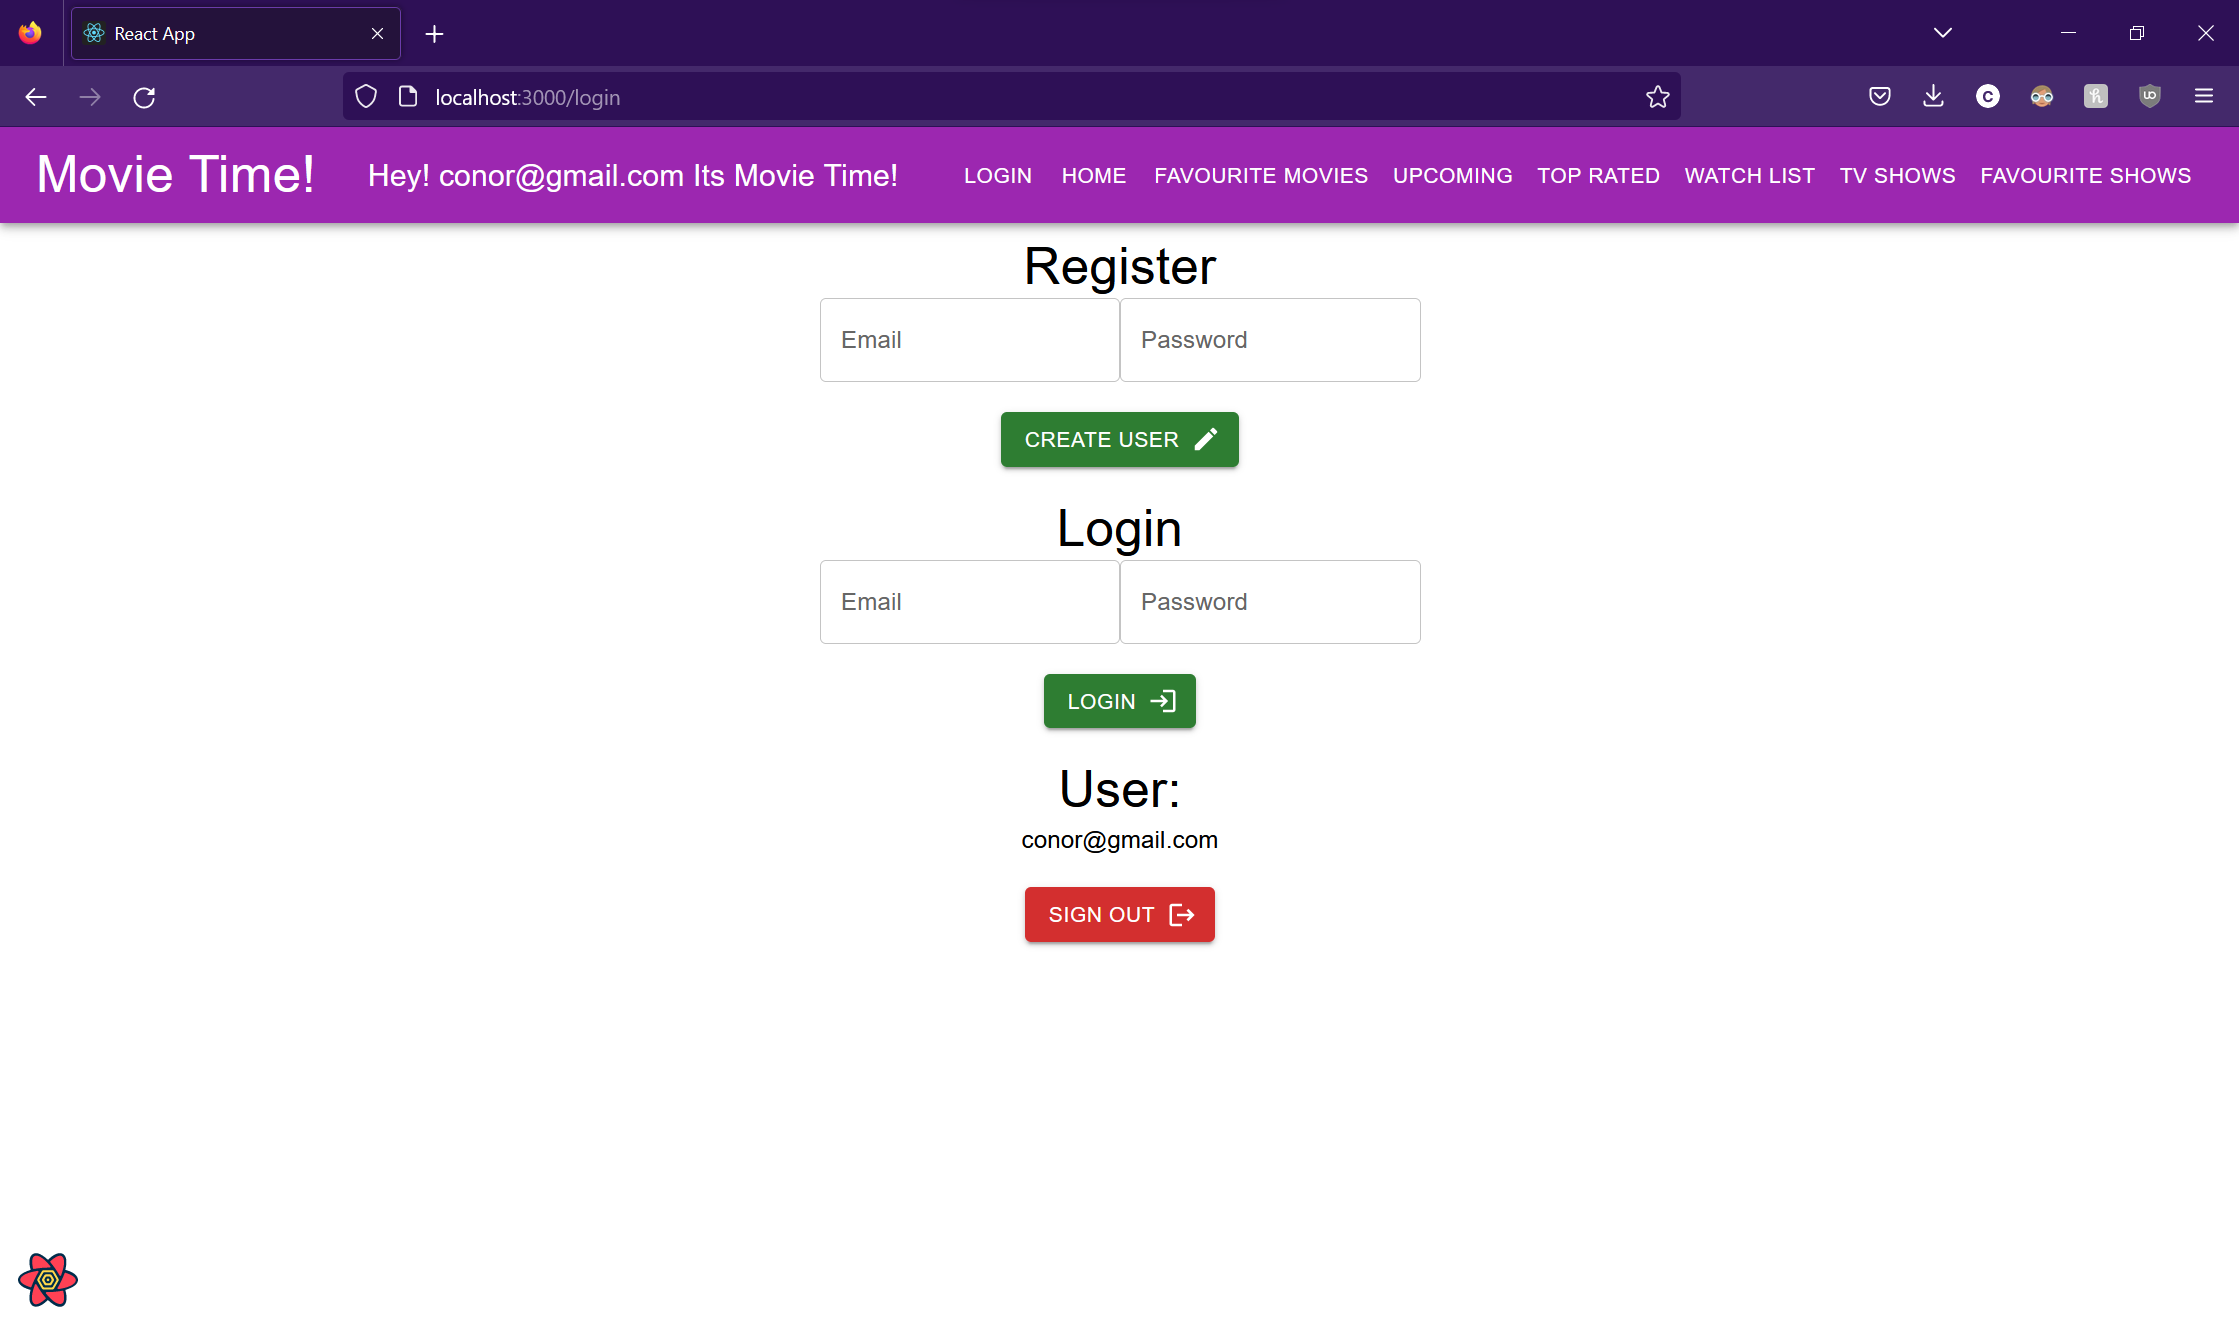 React App
localhost:3000/login
Movie Time! Hey! conor@gmail.com Its Movie Time! LOGIN HOME FAVOURITE MOVIES UPCOMING TOP RATED WATCH LIST TV SHOWS FAVOURITE SHOWS
Register
Email Password
CREATE USER
Login
Email Password
LOGIN
User:
conor@gmail.com
SIGN OUT